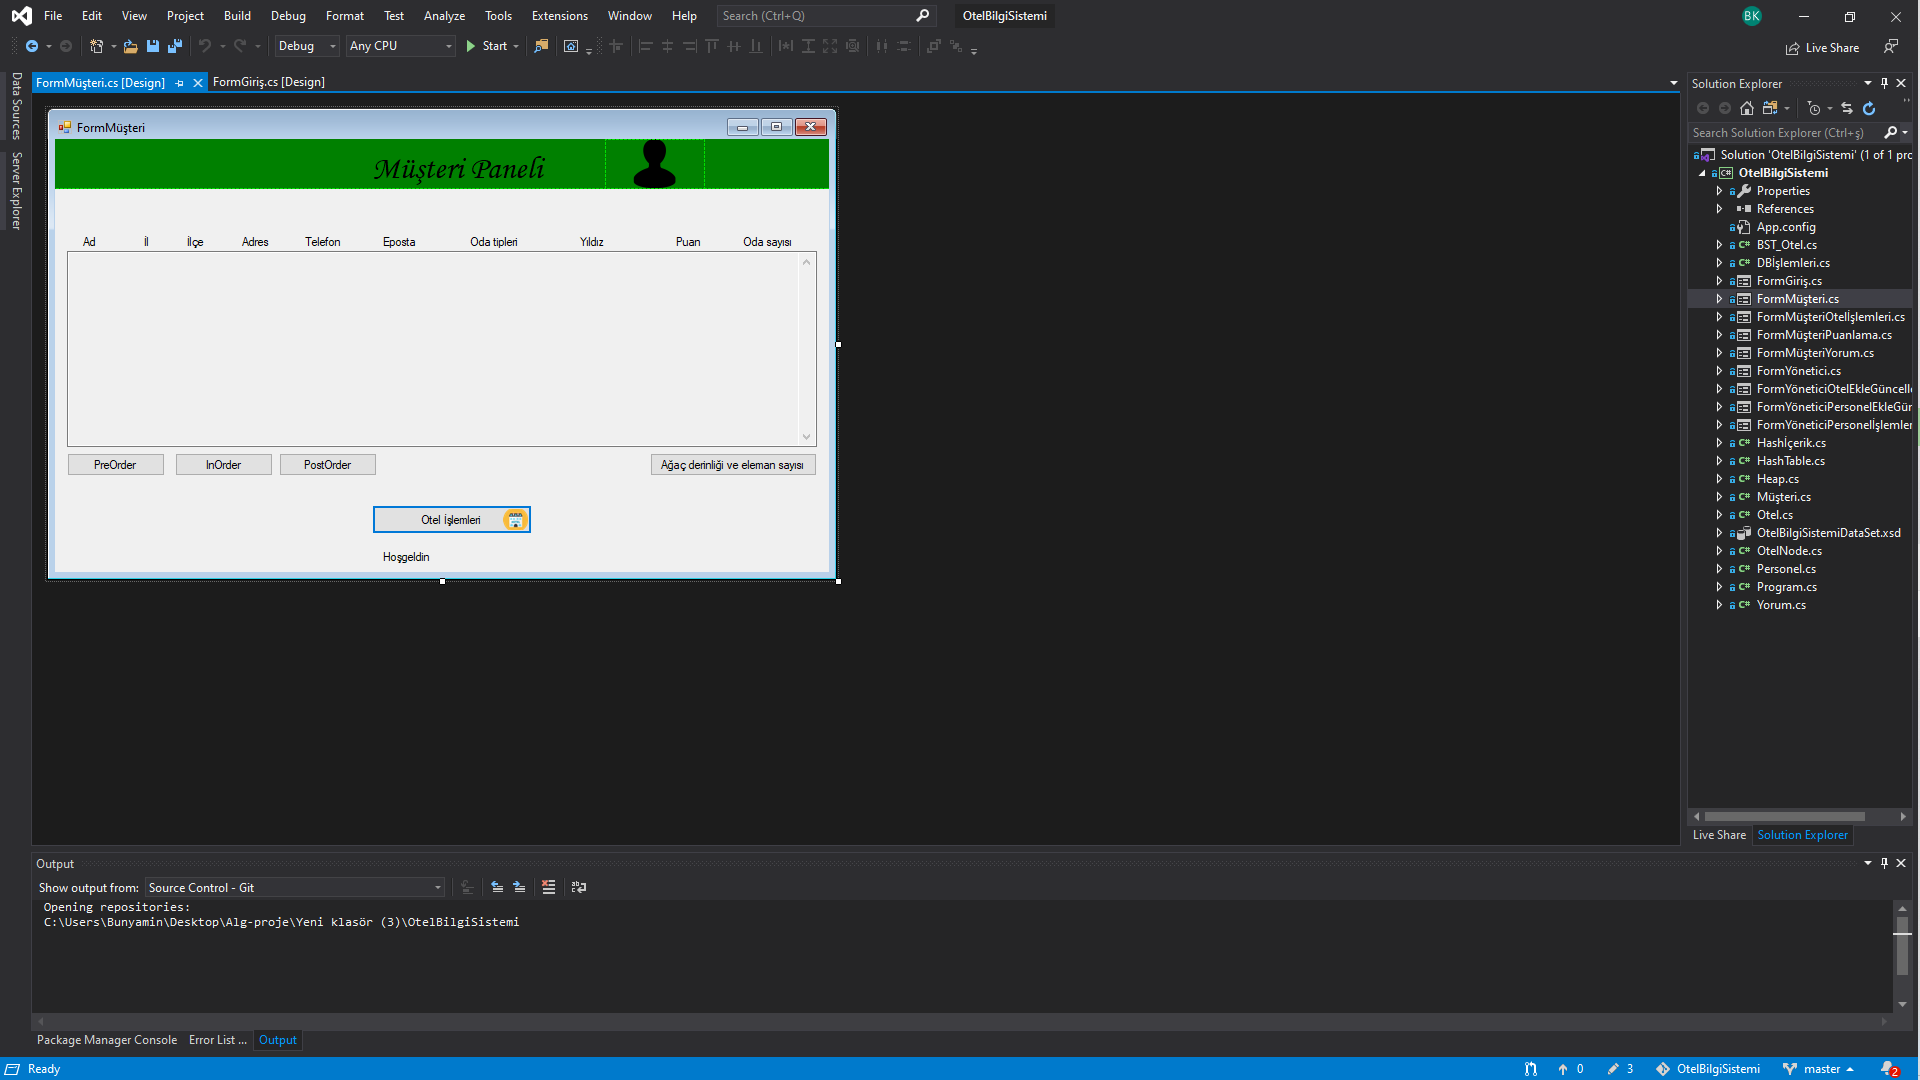 File Edit View Project Build Debug Format Test Analyze Tools Extensions Window Help Search (Ctrl+Q) OtelBilgiSistemi BK
Debug Any CPU Start Live Share
Data Sources
Server Explorer
FormMüşteri.cs [Design] FormGiriş.cs [Design]
FormMüşteri
Müşteri Paneli
Ad İl İlçe Adres Telefon Eposta Oda tipleri Yıldız Puan Oda sayısı
PreOrder InOrder PostOrder Ağaç derinliği ve eleman sayısı
Otel İşlemleri
Hoşgeldin
Solution Explorer
Search Solution Explorer (Ctrl+ş)
Solution 'OtelBilgiSistemi' (1 of 1 pro
OtelBilgiSistemi
Properties
References
App.config
C# BST_Otel.cs
C# DBİşlemleri.cs
FormGiriş.cs
FormMüşteri.cs
FormMüşteriOtelİşlemleri.cs
FormMüşteriPuanlama.cs
FormMüşteriYorum.cs
FormYönetici.cs
FormYöneticiOtelEkleGüncelle
FormYöneticiPersonelEkleGün
FormYöneticiPersonelİşlemler
C# Hashİçerik.cs
C# HashTable.cs
C# Heap.cs
C# Müşteri.cs
C# Otel.cs
OtelBilgiSistemiDataSet.xsd
C# OtelNode.cs
C# Personel.cs
C# Program.cs
C# Yorum.cs
Live Share Solution Explorer
Output
Show output from: Source Control - Git
Opening repositories:
C:\Users\Bunyamin\Desktop\Alg-proje\Yeni klasör (3)\OtelBilgiSistemi
Package Manager Console Error List ... Output
Ready 0 3 OtelBilgiSistemi master 2